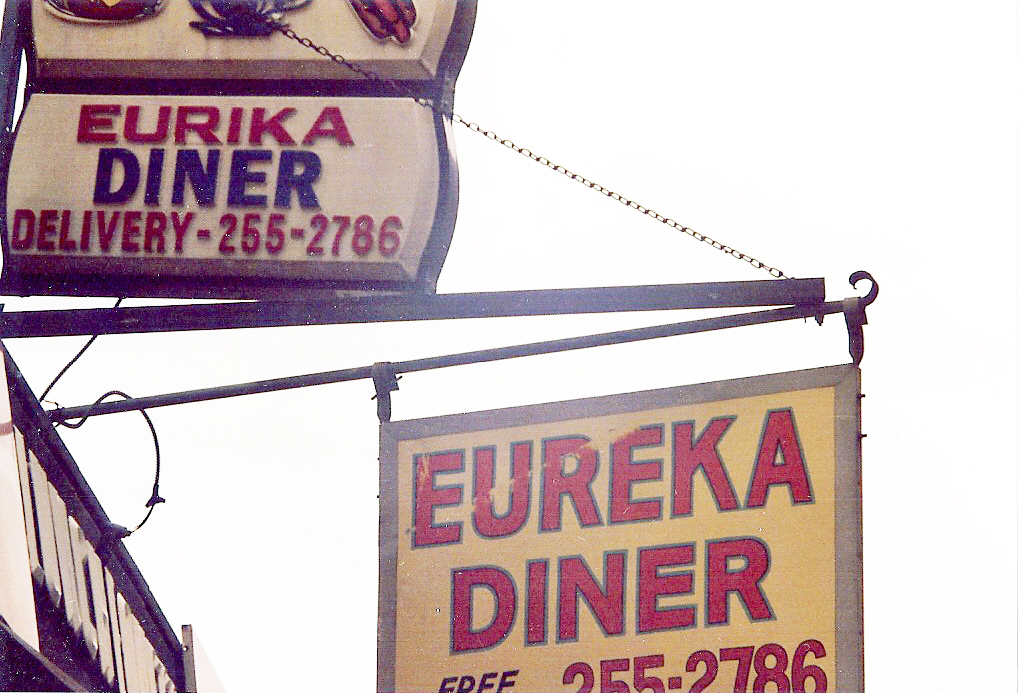 EURIKA
DINER
DELIVERY-255-2786
EUREKA
DINER
FREE 255-2786